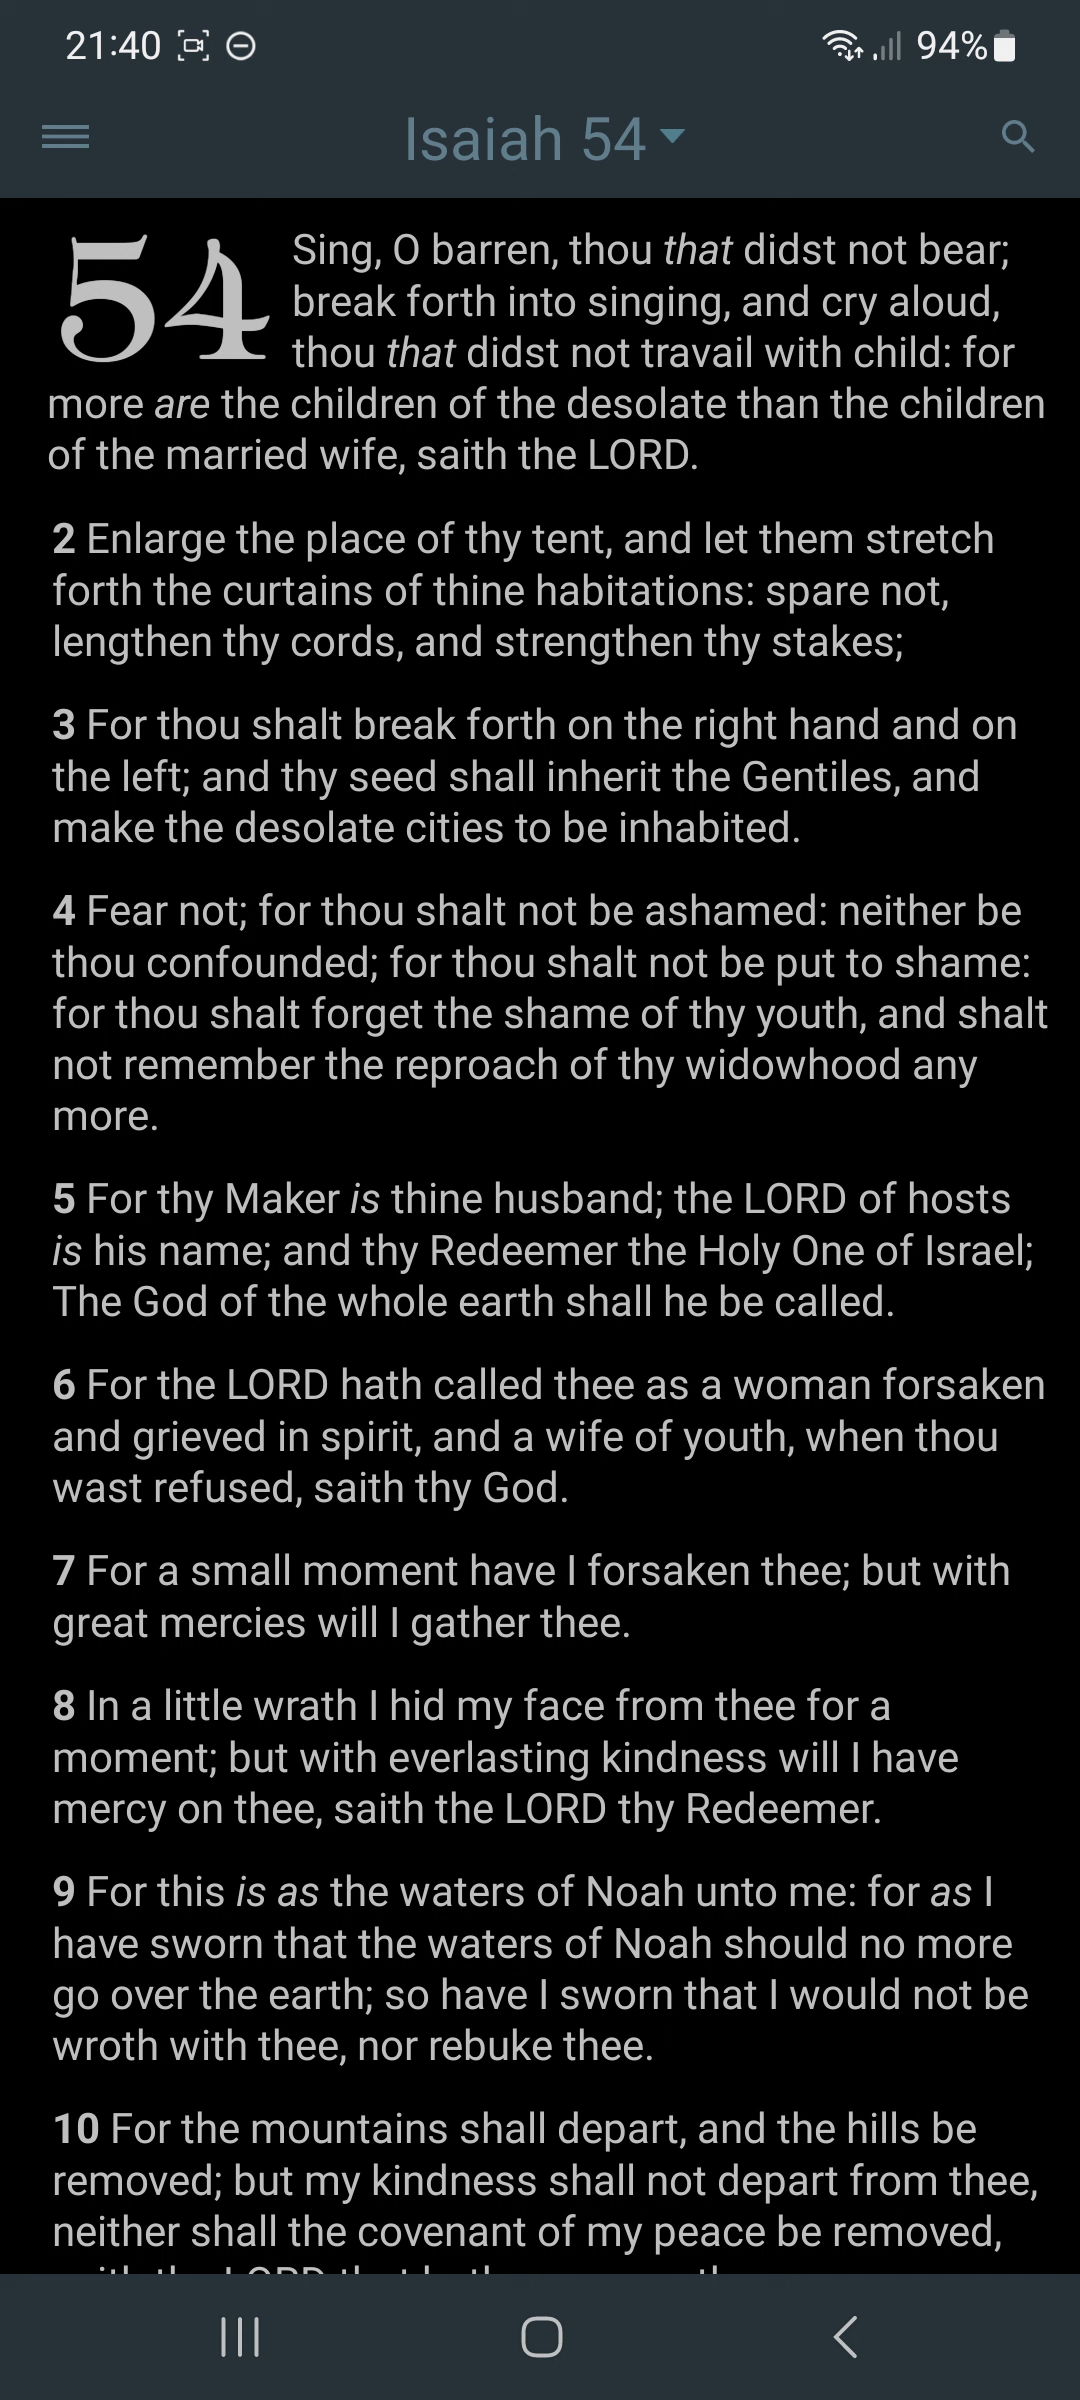 21:40 94%
Isaiah 54
54 Sing, O barren, thou that didst not bear;
break forth into singing, and cry aloud,
thou that didst not travail with child: for
more are the children of the desolate than the children
of the married wife, saith the LORD.
2 Enlarge the place of thy tent, and let them stretch
forth the curtains of thine habitations: spare not,
lengthen thy cords, and strengthen thy stakes;
3 For thou shalt break forth on the right hand and on
the left; and thy seed shall inherit the Gentiles, and
make the desolate cities to be inhabited.
4 Fear not; for thou shalt not be ashamed: neither be
thou confounded; for thou shalt not be put to shame:
for thou shalt forget the shame of thy youth, and shalt
not remember the reproach of thy widowhood any
more.
5 For thy Maker is thine husband; the LORD of hosts
is his name; and thy Redeemer the Holy One of Israel;
The God of the whole earth shall he be called.
6 For the LORD hath called thee as a woman forsaken
and grieved in spirit, and a wife of youth, when thou
wast refused, saith thy God.
7 For a small moment have I forsaken thee; but with
great mercies will I gather thee.
8 In a little wrath I hid my face from thee for a
moment; but with everlasting kindness will I have
mercy on thee, saith the LORD thy Redeemer.
9 For this is as the waters of Noah unto me: for as I
have sworn that the waters of Noah should no more
go over the earth; so have I sworn that I would not be
wroth with thee, nor rebuke thee.
10 For the mountains shall depart, and the hills be
removed; but my kindness shall not depart from thee,
neither shall the covenant of my peace be removed,